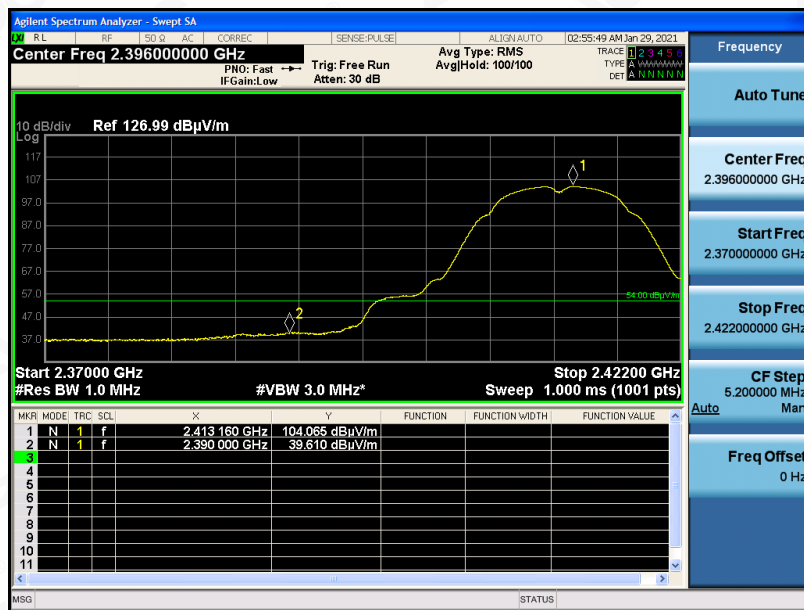 Agilent Spectrum Analyzer - Swept SA
LXI RL RF 50 Ω AC CORREC SENSE:PULSE ALIGN AUTO 02:55:49 AM Jan 29, 2021
Center Freq 2.396000000 GHz
PNO: Fast
IFGain:Low
Trig: Free Run
Atten: 30 dB
Avg Type: RMS
Avg|Hold: 100/100
TRACE 1 2 3 4 5 6
TYPE A WWWWW
DET A N N N N N
Frequency
Auto Tune
Center Freq
2.396000000 GHz
Start Freq
2.370000000 GHz
Stop Freq
2.422000000 GHz
CF Step
5.200000 MHz
Auto Man
Freq Offset
0 Hz
10 dB/div Ref 126.99 dBµV/m
Log
117
107
97.0
87.0
77.0
67.0
57.0
47.0
37.0
1
2
54.00 dBµV/m
Start 2.37000 GHz Stop 2.42200 GHz
#Res BW 1.0 MHz #VBW 3.0 MHz* Sweep 1.000 ms (1001 pts)
MKR MODE TRC SCL X Y FUNCTION FUNCTION WIDTH FUNCTION VALUE
1 N 1 f 2.413 160 GHz 104.065 dBµV/m
2 N 1 f 2.390 000 GHz 39.610 dBµV/m
3
4
5
6
7
8
9
10
11
MSG STATUS